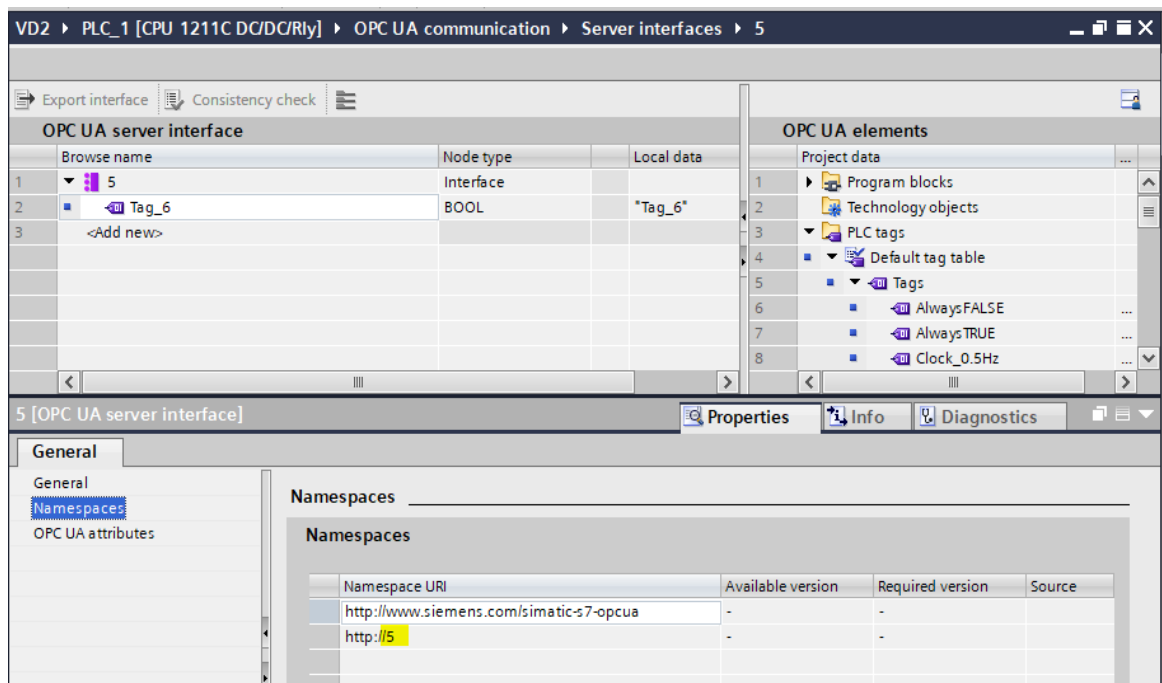 VD2 ▸ PLC_1 [CPU 1211C DC/DC/Rly] ▸ OPC UA communication ▸ Server interfaces ▸ 5
Export interface Consistency check
OPC UA server interface
Browse name Node type Local data
1 5 Interface
2 Tag_6 BOOL "Tag_6"
3 <Add new>
OPC UA elements
Project data ...
1 Program blocks
2 Technology objects
3 PLC tags
4 Default tag table
5 Tags
6 AlwaysFALSE ...
7 AlwaysTRUE ...
8 Clock_0.5Hz ...
5 [OPC UA server interface]
Properties Info Diagnostics
General
General
Namespaces
OPC UA attributes
Namespaces
Namespaces
Namespace URI Available version Required version Source
http://www.siemens.com/simatic-s7-opcua - -
http://5 - -